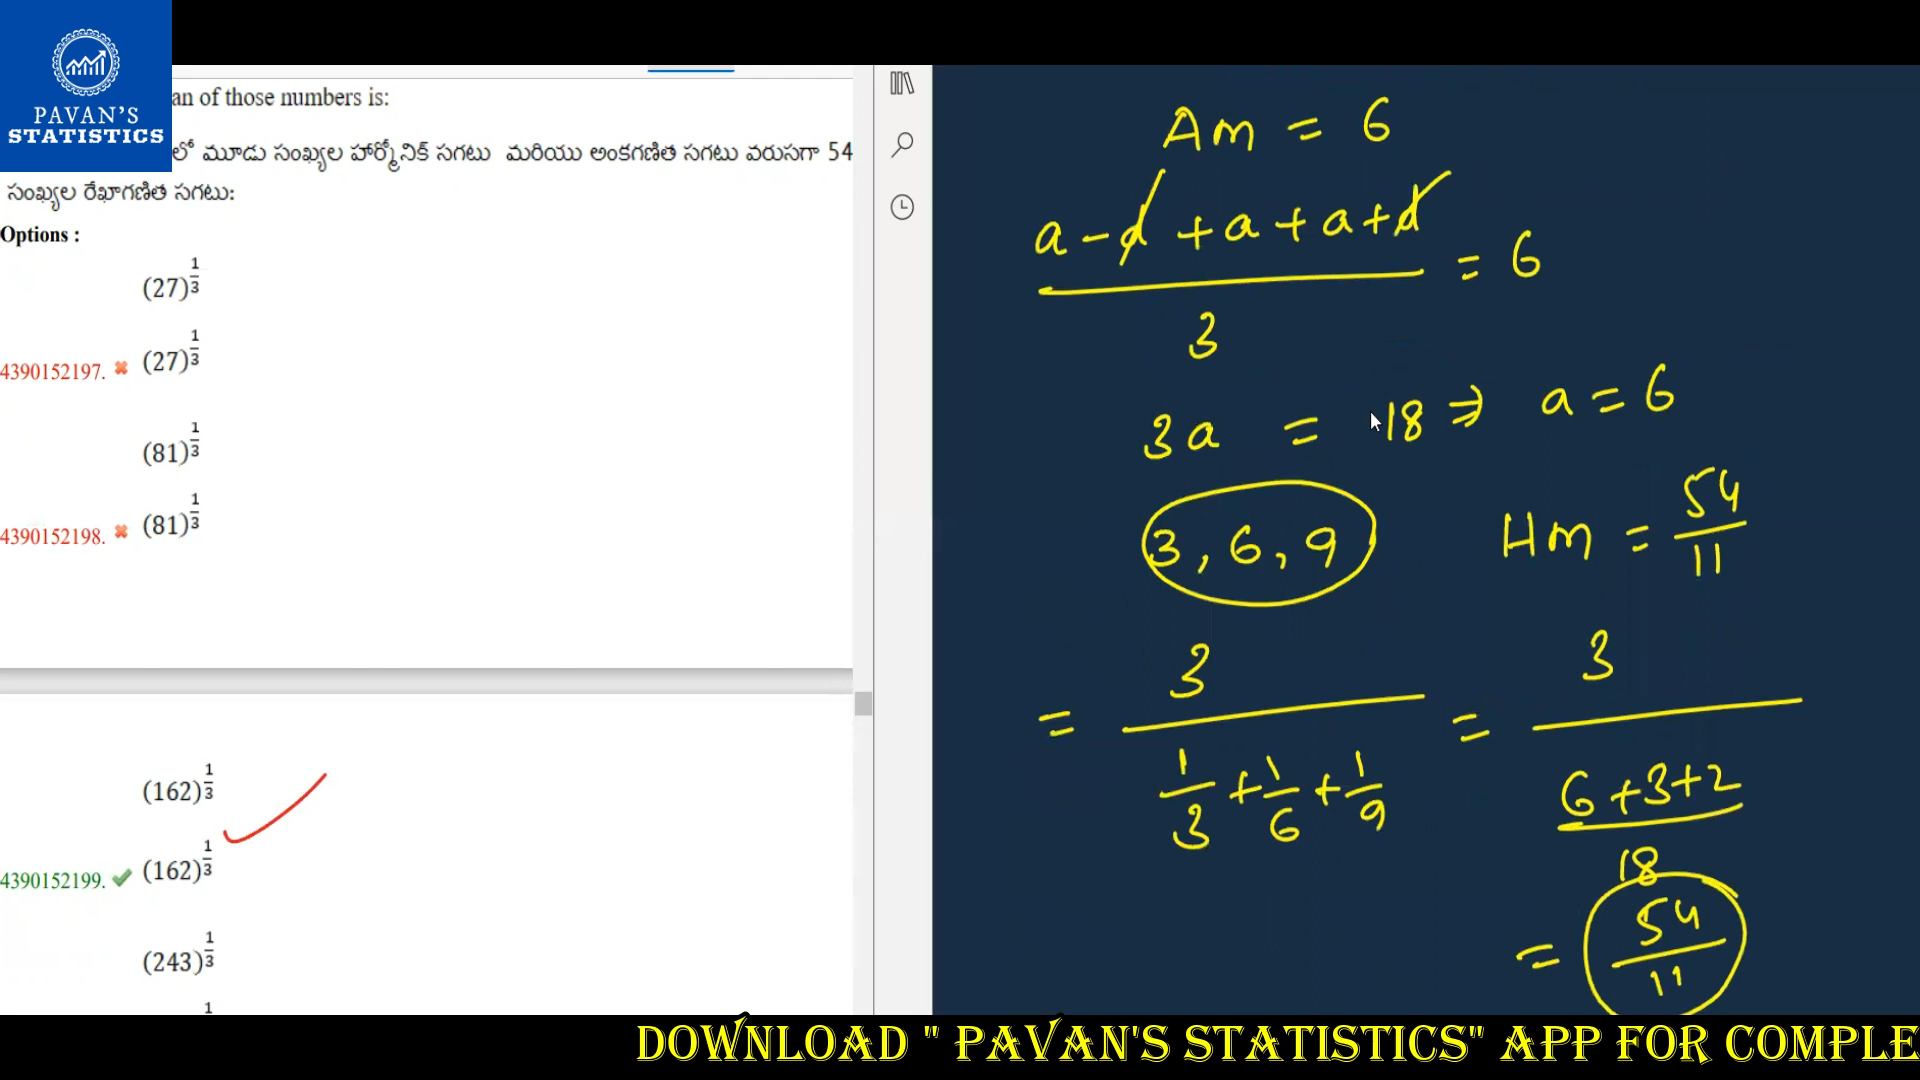 PAVAN'S
STATISTICS
an of those numbers is:
లో మూడు సంఖ్యల హార్మోనిక్ సగటు మరియు అంకగణిత సగటు వరుసగా 54
సంఖ్యల రేఖాగణిత సగటు:
Options :
(27)^1/3
4390152197. ✖ (27)^1/3
(81)^1/3
4390152198. ✖ (81)^1/3
(162)^1/3
4390152199. ✔ (162)^1/3
(243)^1/3
1
Am = 6
a-d+a+a+d/3 = 6
3a = 18 ⇒ a = 6
3, 6, 9 Hm = 54/11
= 3/(1/3+1/6+1/9) = 3/((6+3+2)/18)
= 54/11
DOWNLOAD " PAVAN'S STATISTICS" APP FOR COMPLE